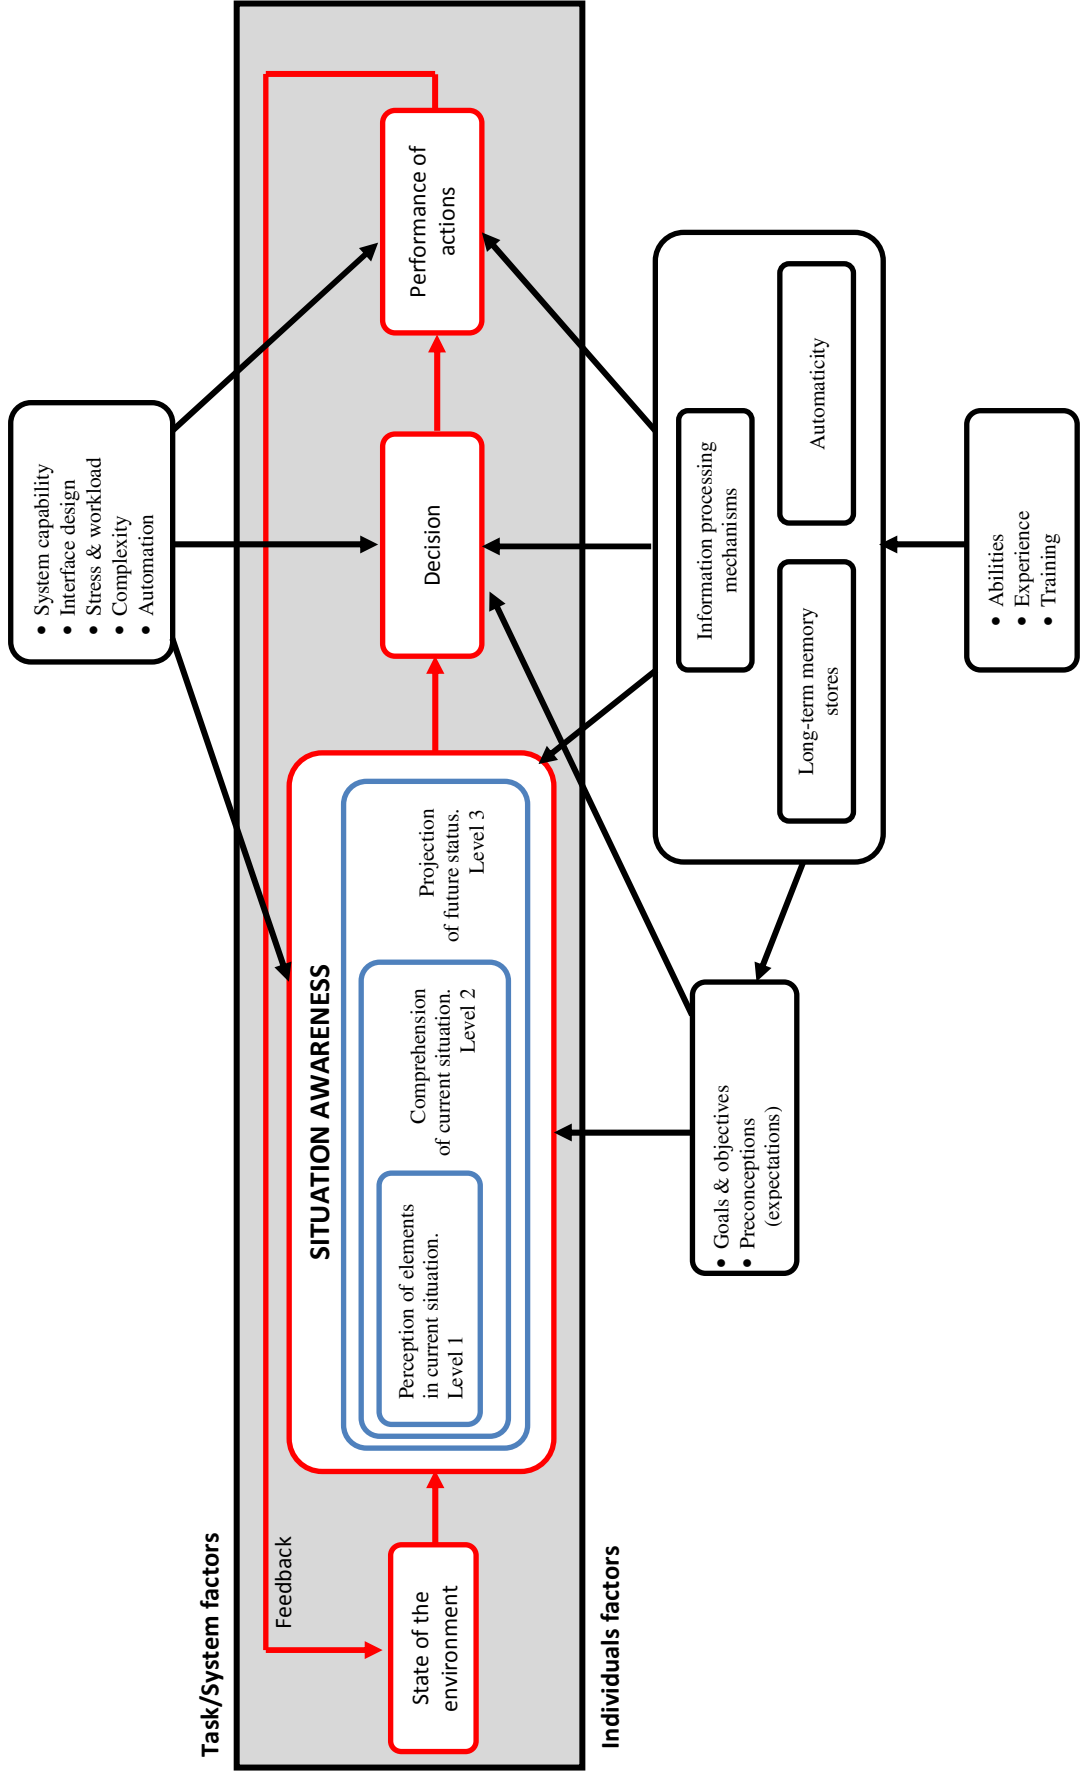 • System capability
• Interface design
• Stress & workload
• Complexity
• Automation
Task/System factors
Feedback
SITUATION AWARENESS
State of the
environment
Perception of elements
in current situation.
Level 1
Comprehension
of current situation.
Level 2
Projection
of future status.
Level 3
Decision
Performance of
actions
Individuals factors
• Goals & objectives
• Preconceptions
(expectations)
Information processing
mechanisms
Long-term memory
stores
Automaticity
• Abilities
• Experience
• Training